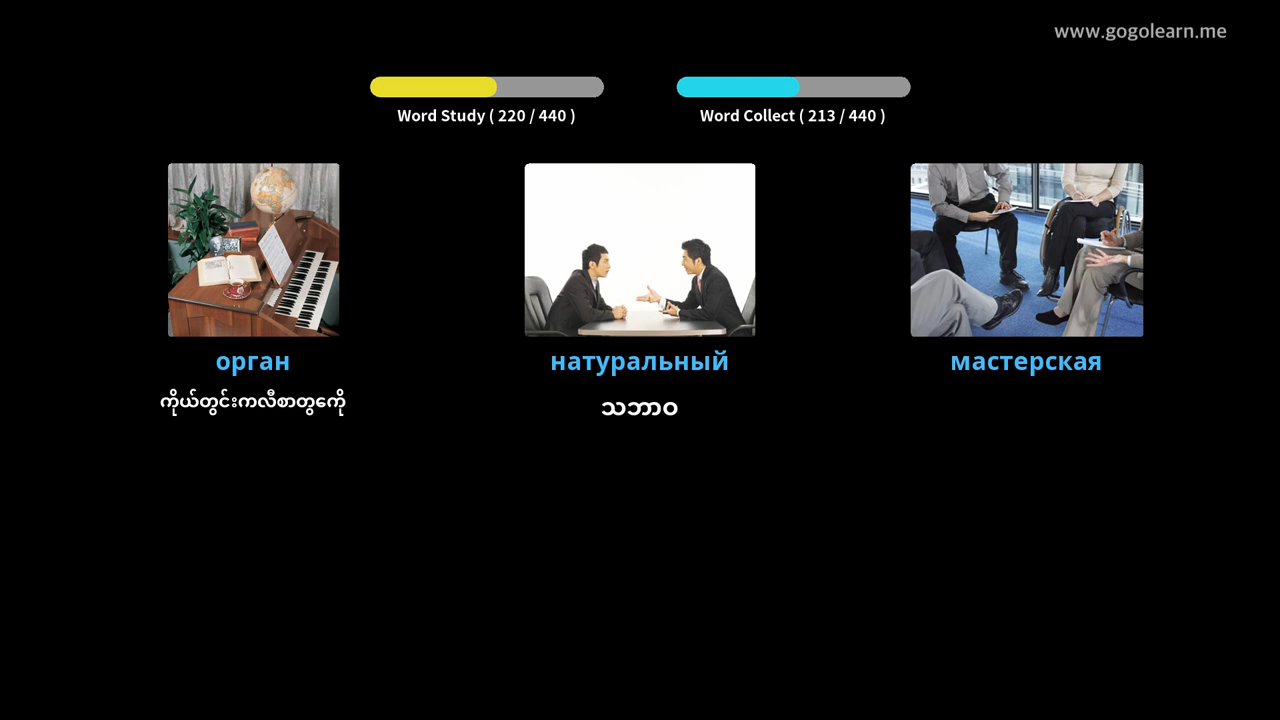 www.gogolearn.me
Word Study ( 220 / 440 )
Word Collect ( 213 / 440 )
орган
натуральный
мастерская
ကိုယ်တွင်းကလီစာတွကေို
သဘာဝ